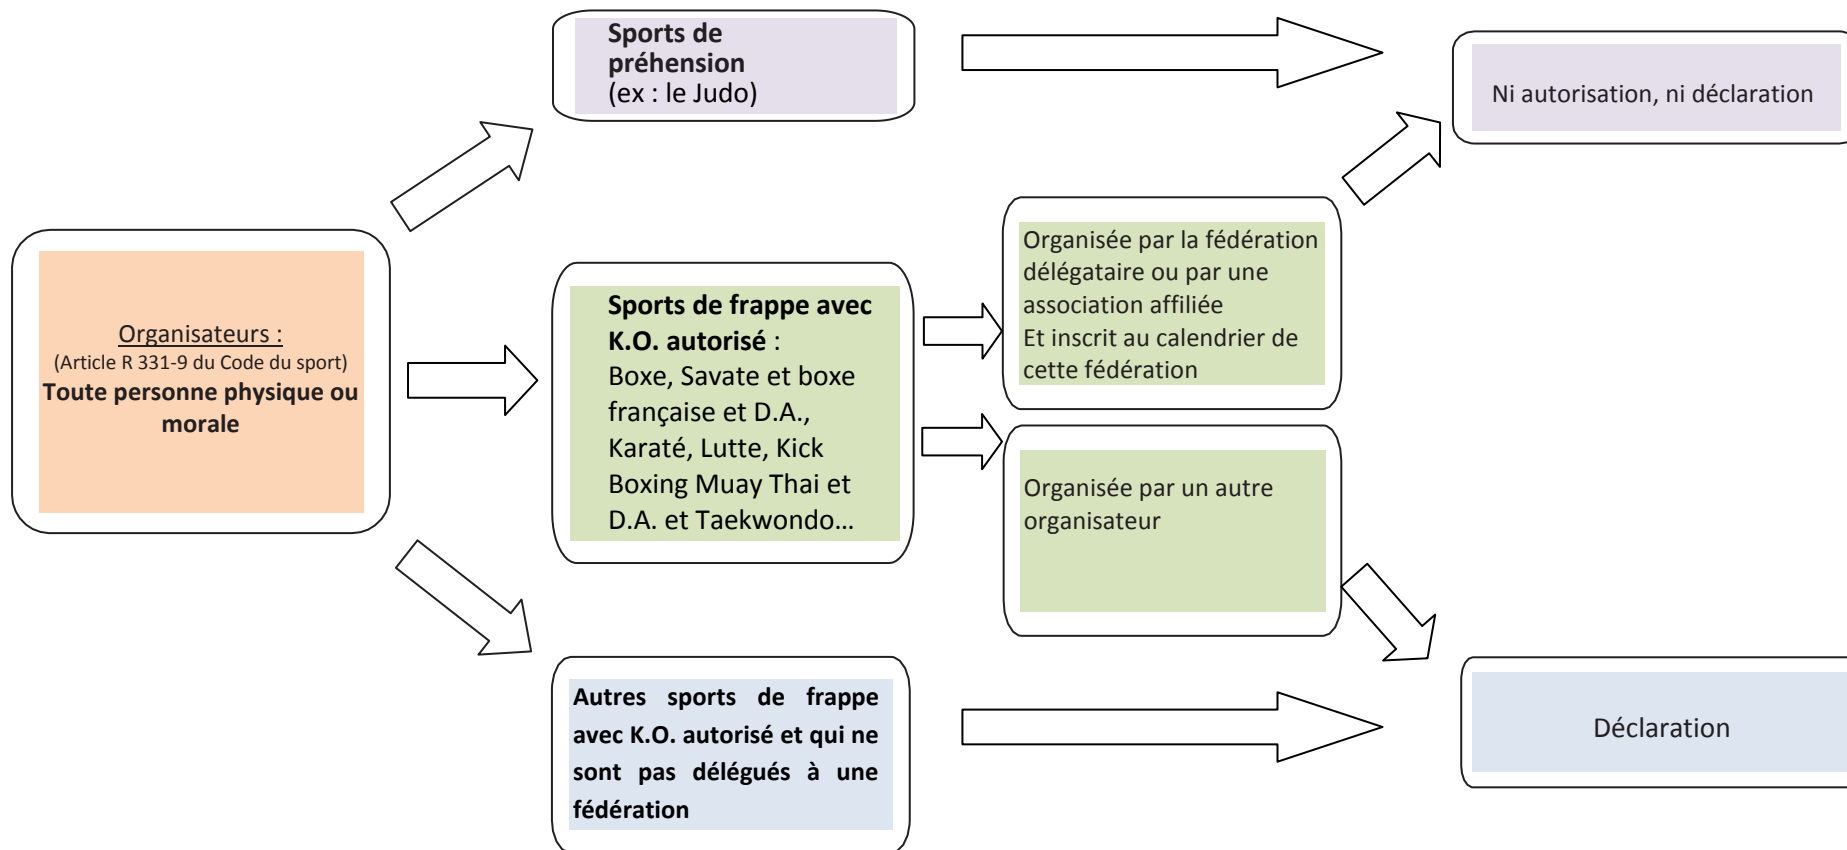 Sports de
préhension
(ex : le Judo)
Ni autorisation, ni déclaration
Organisateurs :
(Article R 331-9 du Code du sport)
Toute personne physique ou
morale
Sports de frappe avec
K.O. autorisé :
Boxe, Savate et boxe
française et D.A.,
Karaté, Lutte, Kick
Boxing Muay Thai et
D.A. et Taekwondo…
Organisée par la fédération
délégataire ou par une
association affiliée
Et inscrit au calendrier de
cette fédération
Organisée par un autre
organisateur
Autres sports de frappe
avec K.O. autorisé et qui ne
sont pas délégués à une
fédération
Déclaration